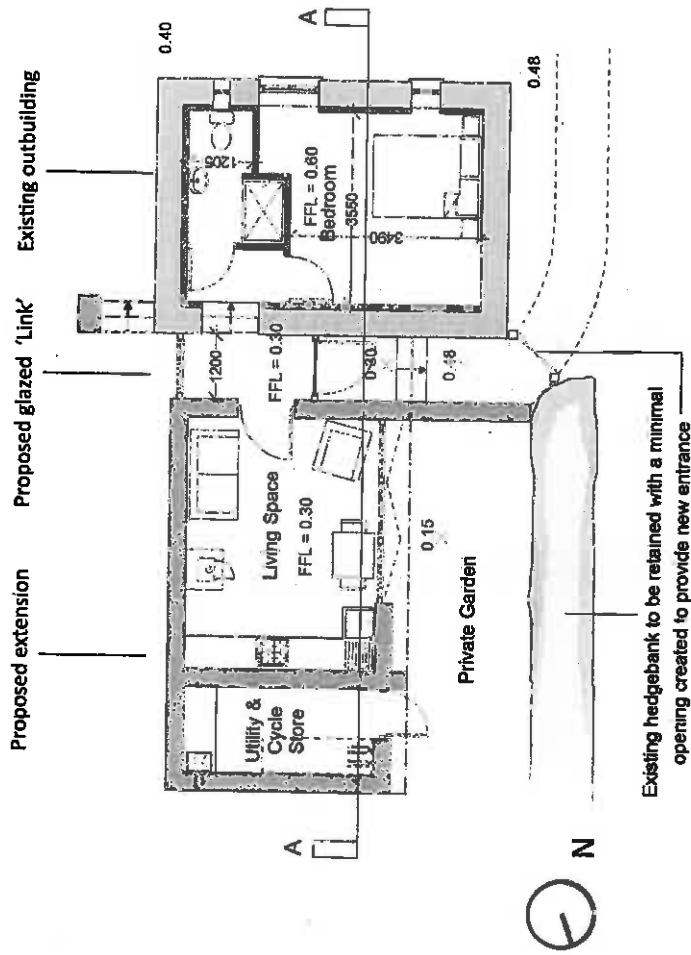 Proposed extension
Proposed glazed 'Link'
Existing outbuilding
A
0.40
1205
FFL = 0.60
Bedroom
3550
3490
1200
FFL = 0.30
0.30
0.18
0.48
Living Space
FFL = 0.30
0.15
Utility &
Cycle
Store
Private Garden
A
N
Existing hedgebank to be retained with a minimal
opening created to provide new entrance